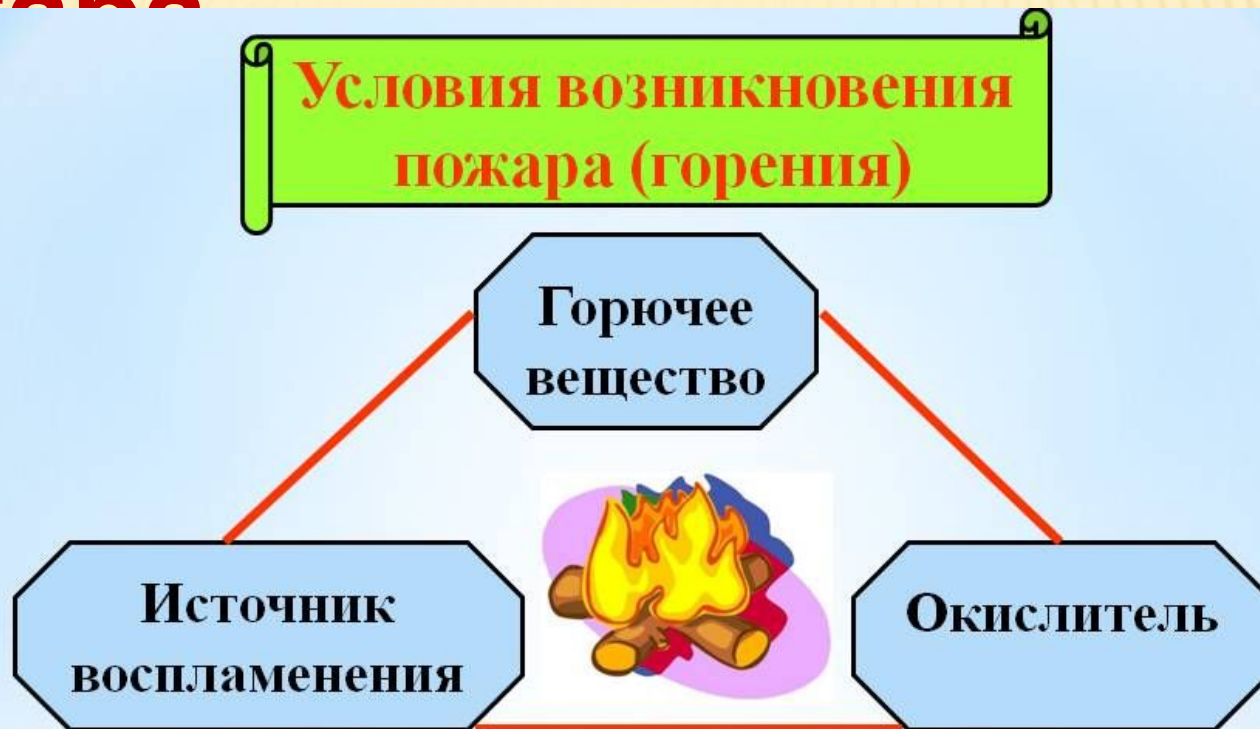 Условия возникновения
пожара (горения)
Горючее
вещество
Источник
воспламенения
Окислитель